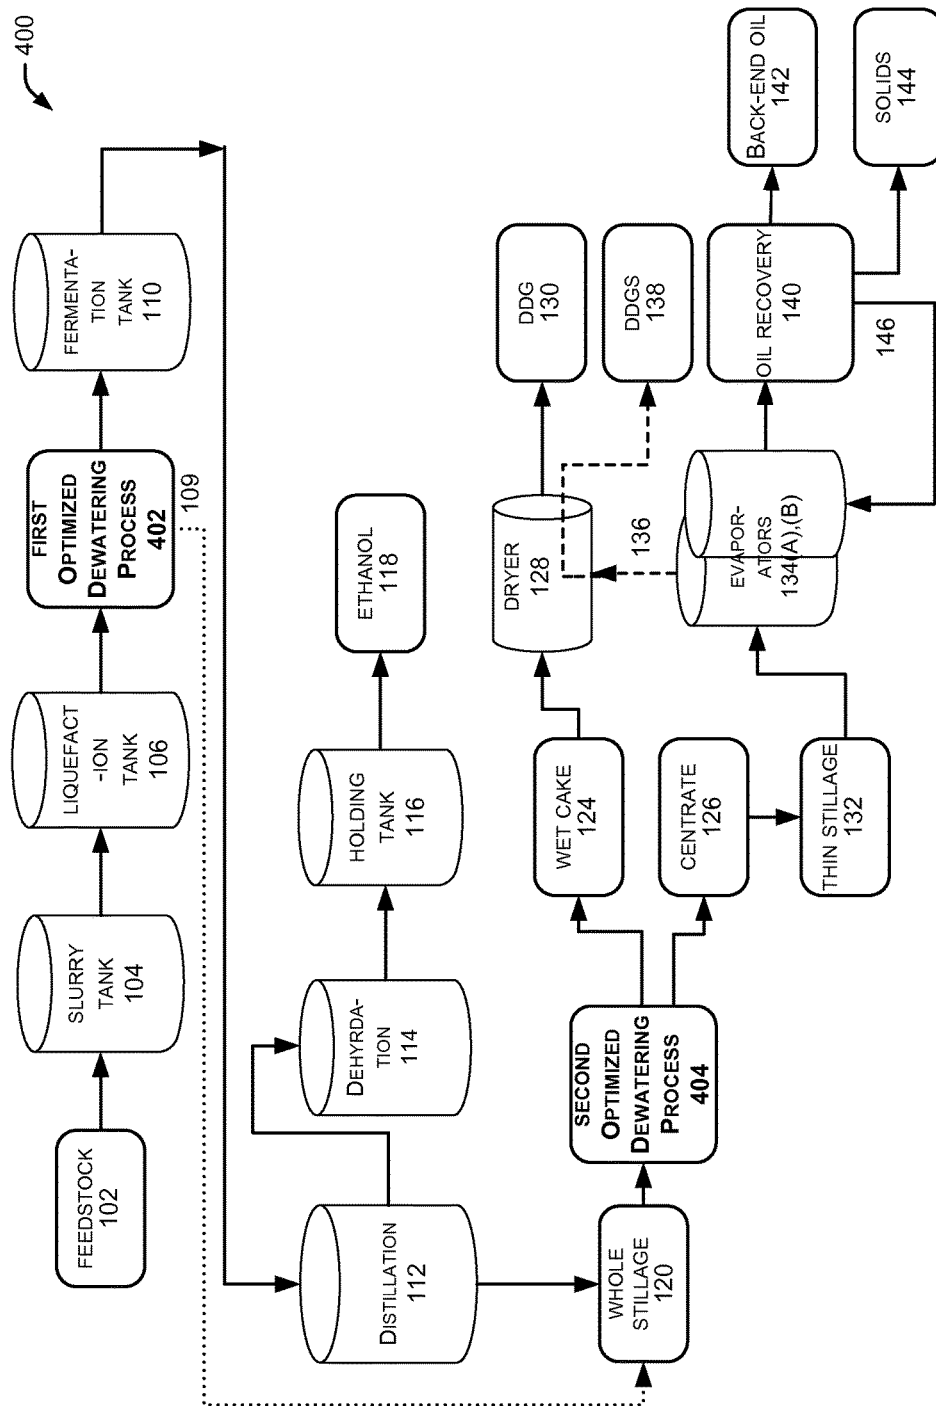 400
FEEDSTOCK
102
SLURRY
TANK
104
LIQUEFACT
-ION
TANK
106
FIRST
OPTIMIZED
DEWATERING
PROCESS
402
109
FERMENTA-
TION
TANK
110
DISTILLATION
112
DEHYRDA-
TION
114
HOLDING
TANK
116
ETHANOL
118
WHOLE
STILLAGE
120
SECOND
OPTIMIZED
DEWATERING
PROCESS
404
WET CAKE
124
CENTRATE
126
THIN STILLAGE
132
DRYER
128
136
EVAPOR-
ATORS
134(A),(B)
DDG
130
DDGS
138
OIL RECOVERY
140
146
BACK-END OIL
142
SOLIDS
144